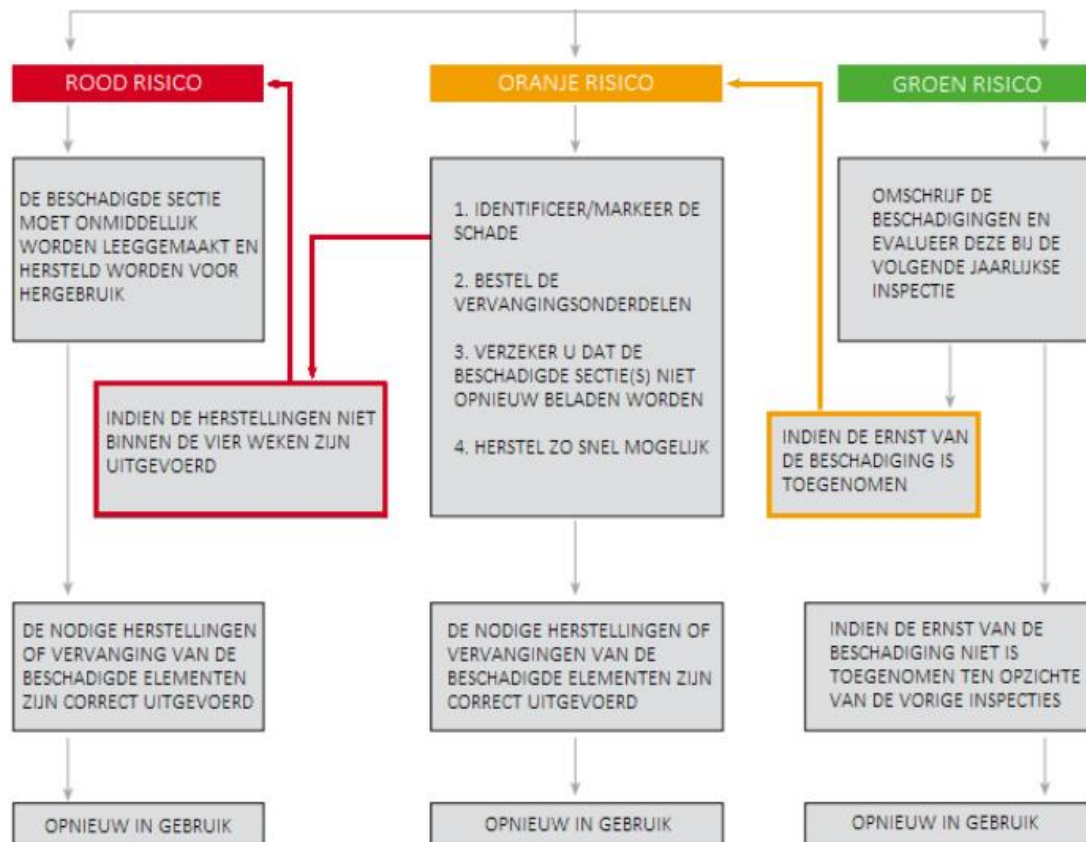 ROOD RISICO
ORANJE RISICO
GROEN RISICO
DE BESCHADIGDE SECTIE
MOET ONMIDDELLIJK
WORDEN LEEGGEMAAKT EN
HERSTELD WORDEN VOOR
HERGEBRUIK
1. IDENTIFICEER/MARKEER DE
SCHADE
2. BESTEL DE
VERVANGINGSONDERDELEN
3. VERZEKER U DAT DE
BESCHADIGDE SECTIE(S) NIET
OPNIEUW BELADEN WORDEN
4. HERSTEL ZO SNEL MOGELIJK
OMSCHRIJF DE
BESCHADIGINGEN EN
EVALUEER DEZE BIJ DE
VOLGENDE JAARLIJKSE
INSPECTIE
INDIEN DE HERSTELLINGEN NIET
BINNEN DE VIER WEKEN ZIJN
UITGEVOERD
INDIEN DE ERNST VAN
DE BESCHADIGING IS
TOEGENOMEN
DE NODIGE HERSTELLINGEN
OF VERVANGING VAN DE
BESCHADIGDE ELEMENTEN
ZIJN CORRECT UITGEVOERD
DE NODIGE HERSTELLINGEN OF
VERVANGINGEN VAN DE
BESCHADIGDE ELEMENTEN ZIJN
CORRECT UITGEVOERD
INDIEN DE ERNST VAN DE
BESCHADIGING NIET IS
TOEGENOMEN TEN OPZICHTE
VAN DE VORIGE INSPECTIES
OPNIEUW IN GEBRUIK
OPNIEUW IN GEBRUIK
OPNIEUW IN GEBRUIK